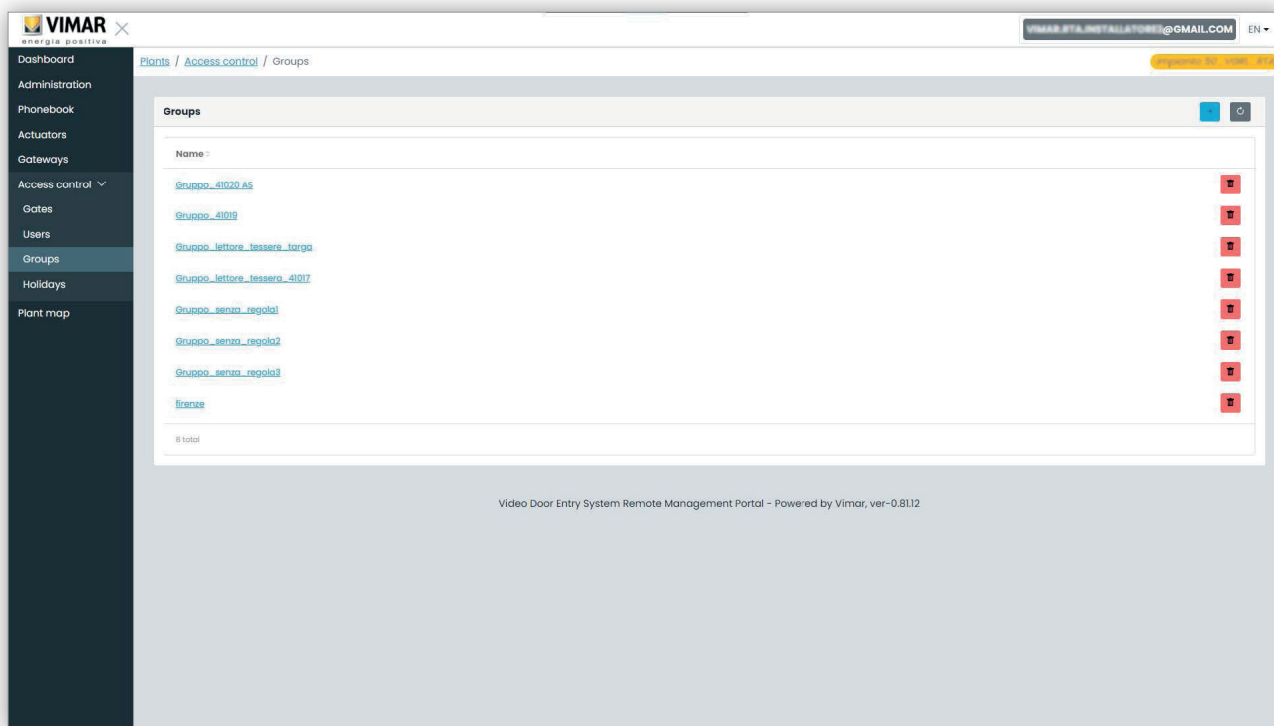 VIMAR
energia positiva
@GMAIL.COM EN
Dashboard
Administration
Phonebook
Actuators
Gateways
Access control
Gates
Users
Groups
Holidays
Plant map
Plants / Access control / Groups
Groups
Name
Gruppo_41020 AS
Gruppo_41019
Gruppo_lettore_tessere_targa
Gruppo_lettore_tessera_41017
Gruppo_senza_regola1
Gruppo_senza_regola2
Gruppo_senza_regola3
firenze
8 total
Video Door Entry System Remote Management Portal - Powered by Vimar, ver-0.81.12